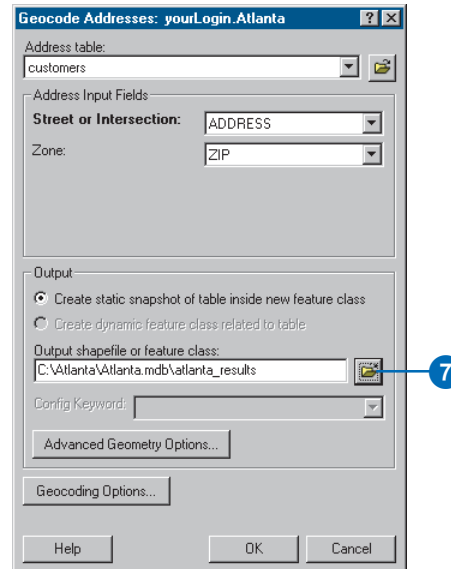 Geocode Addresses: yourLogin.Atlanta
Address table:
customers
Address Input Fields
Street or Intersection: ADDRESS
Zone: ZIP
Output
Create static snapshot of table inside new feature class
Create dynamic feature class related to table
Output shapefile or feature class:
C:\Atlanta\Atlanta.mdb\atlanta_results
7
Config Keyword:
Advanced Geometry Options...
Geocoding Options...
Help OK Cancel